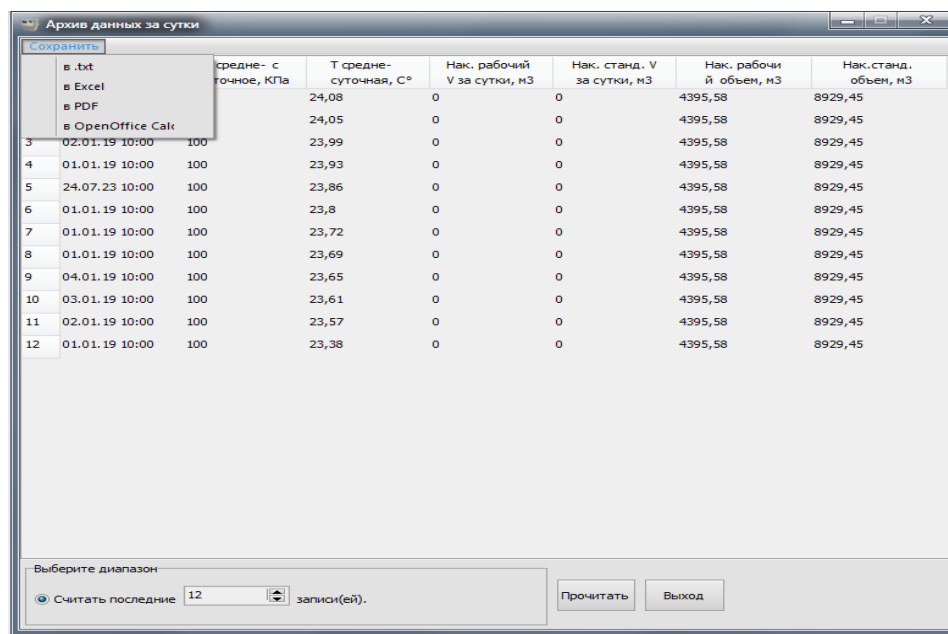 Архив данных за сутки
Сохранить
в .txt
в Excel
в PDF
в OpenOffice Calc
средне- с Т средне- Нак. рабочий Нак. станд. V Нак. рабочи Нак.станд.
точное, КПа суточная, С° V за сутки, м3 за сутки, м3 й объем, м3 объем, м3
24,08 0 0 4395,58 8929,45
24,05 0 0 4395,58 8929,45
3 02.01.19 10:00 100 23,99 0 0 4395,58 8929,45
4 01.01.19 10:00 100 23,93 0 0 4395,58 8929,45
5 24.07.23 10:00 100 23,86 0 0 4395,58 8929,45
6 01.01.19 10:00 100 23,8 0 0 4395,58 8929,45
7 01.01.19 10:00 100 23,72 0 0 4395,58 8929,45
8 01.01.19 10:00 100 23,69 0 0 4395,58 8929,45
9 04.01.19 10:00 100 23,65 0 0 4395,58 8929,45
10 03.01.19 10:00 100 23,61 0 0 4395,58 8929,45
11 02.01.19 10:00 100 23,57 0 0 4395,58 8929,45
12 01.01.19 10:00 100 23,38 0 0 4395,58 8929,45
Выберите диапазон
Считать последние 12 записи(ей).
Прочитать Выход